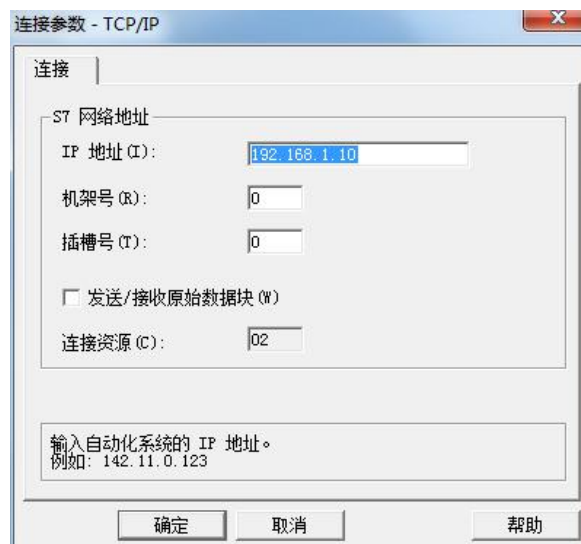 连接参数 - TCP/IP
连接
S7 网络地址
IP 地址(I):
192.168.1.10
机架号(R):
0
插槽号(T):
0
发送/接收原始数据块(W)
连接资源(C):
02
输入自动化系统的 IP 地址。
例如: 142.11.0.123
确定
取消
帮助